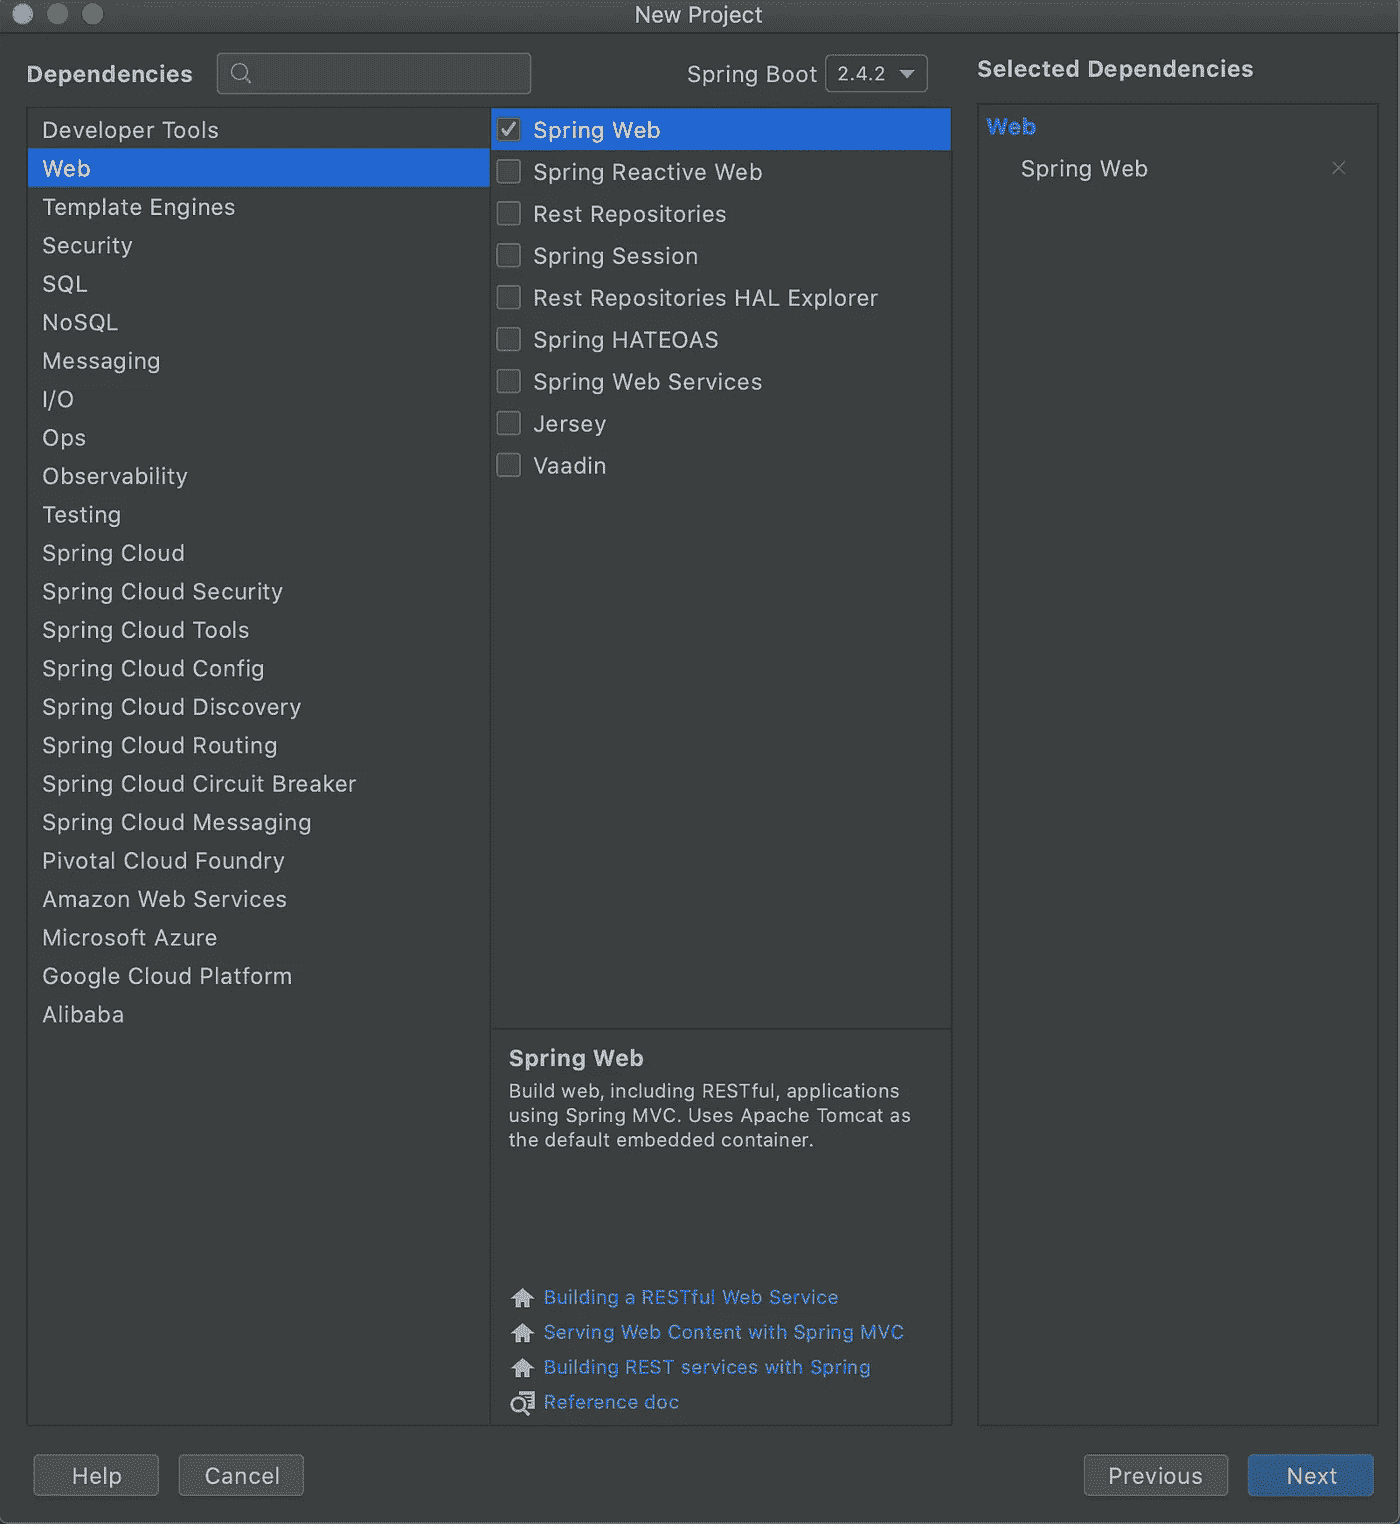 New Project
Dependencies
Spring Boot 2.4.2
Selected Dependencies
Developer Tools
Web
Template Engines
Security
SQL
NoSQL
Messaging
I/O
Ops
Observability
Testing
Spring Cloud
Spring Cloud Security
Spring Cloud Tools
Spring Cloud Config
Spring Cloud Discovery
Spring Cloud Routing
Spring Cloud Circuit Breaker
Spring Cloud Messaging
Pivotal Cloud Foundry
Amazon Web Services
Microsoft Azure
Google Cloud Platform
Alibaba
Spring Web
Spring Reactive Web
Rest Repositories
Spring Session
Rest Repositories HAL Explorer
Spring HATEOAS
Spring Web Services
Jersey
Vaadin
Spring Web
Build web, including RESTful, applications
using Spring MVC. Uses Apache Tomcat as
the default embedded container.
Building a RESTful Web Service
Serving Web Content with Spring MVC
Building REST services with Spring
Reference doc
Web
Spring Web
Help
Cancel
Previous
Next